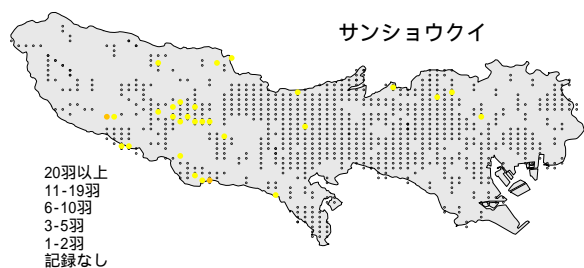 サンショウクイ
20羽以上
11-19羽
6-10羽
3-5羽
1-2羽
記録なし